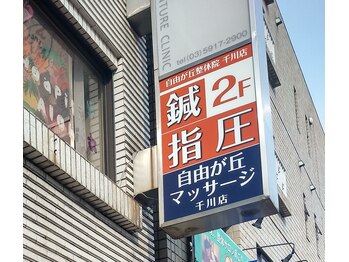 TURE CLINIC
tel (03) 5917-2900
自由が丘整体院 千川店
鍼 2F
指圧
自由が丘
マッサージ
千川店